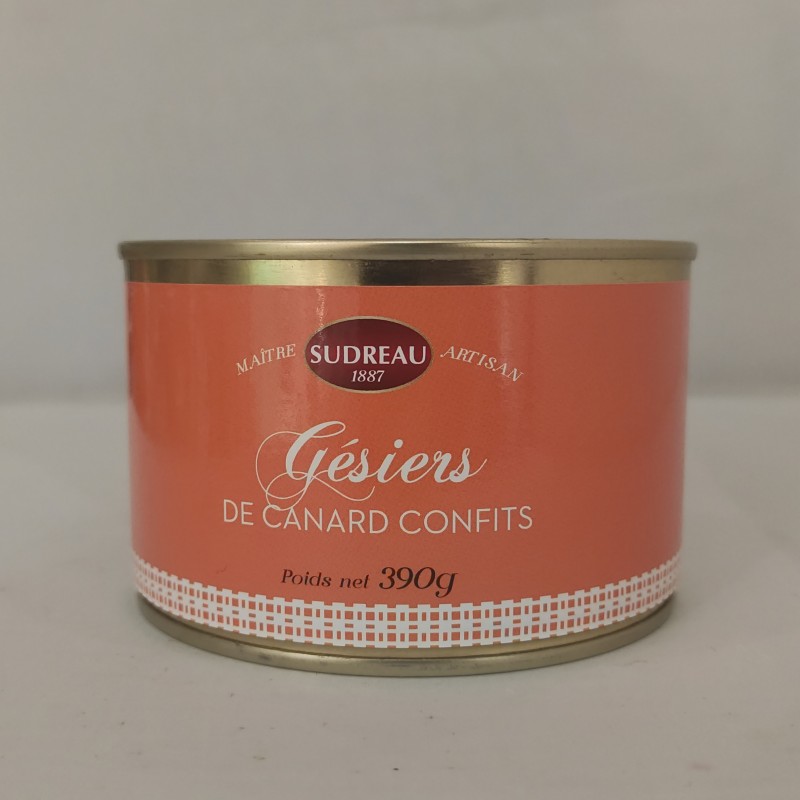 MAÎTRE SUDREAU ARTISAN
1887
Gésiers
DE CANARD CONFITS
Poids net 390g